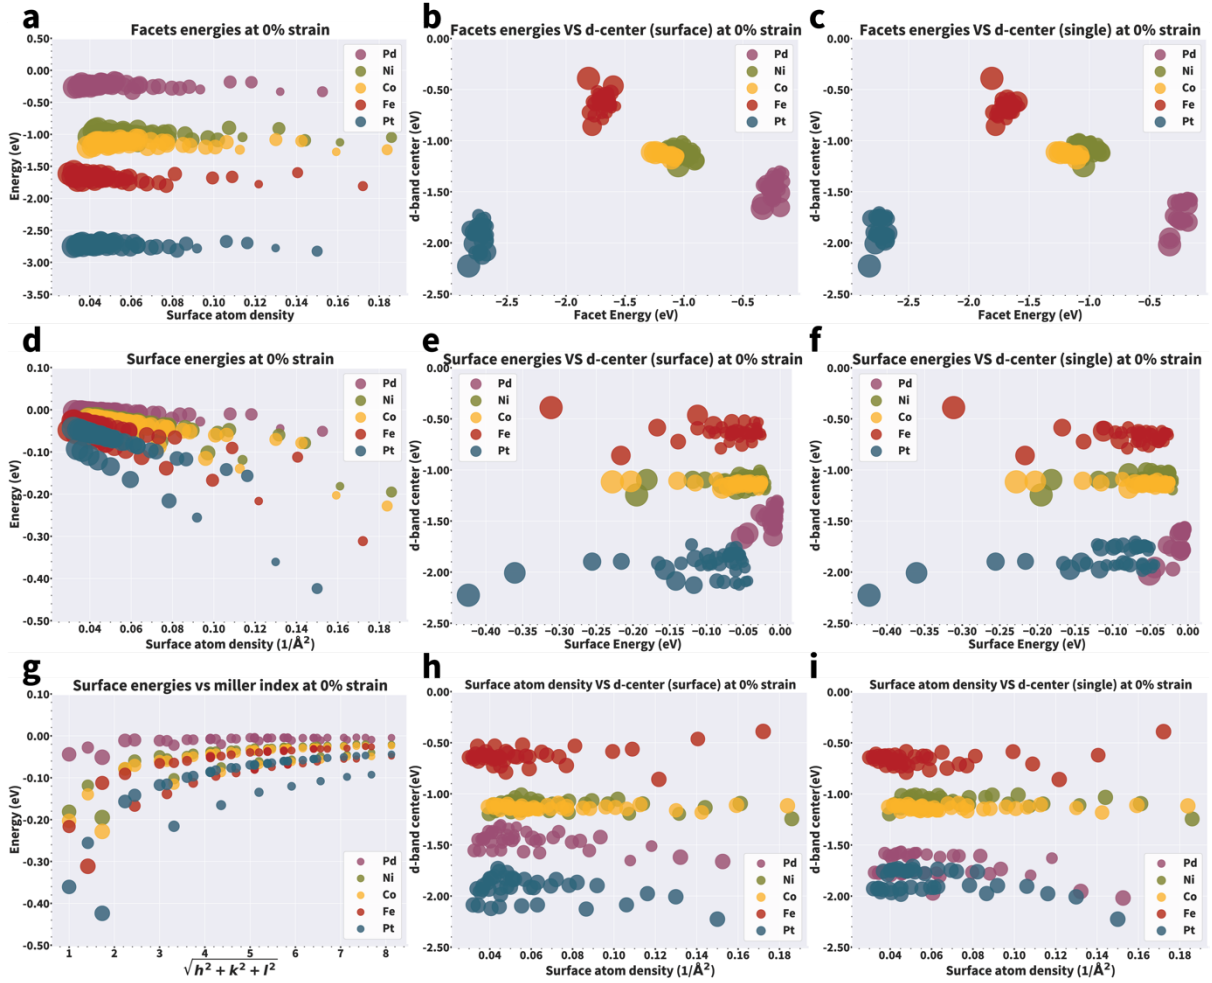 a
Facets energies at 0% strain
0.50
0.00
−0.50
−1.00
−1.50
−2.00
−2.50
−3.00
−3.50
Energy (eV)
0.04 0.06 0.08 0.10 0.12 0.14 0.16 0.18
Surface atom density
Pd
Ni
Co
Fe
Pt
b
Facets energies VS d-center (surface) at 0% strain
0.00
−0.50
−1.00
−1.50
−2.00
−2.50
d-band center(eV)
−2.5 −2.0 −1.5 −1.0 −0.5
Facet Energy (eV)
Pd
Ni
Co
Fe
Pt
c
Facets energies VS d-center (single) at 0% strain
0.00
−0.50
−1.00
−1.50
−2.00
−2.50
d-band center (eV)
−2.5 −2.0 −1.5 −1.0 −0.5
Facet Energy (eV)
Pd
Ni
Co
Fe
Pt
d
Surface energies at 0% strain
0.10
0.00
−0.10
−0.20
−0.30
−0.40
−0.50
Energy (eV)
0.04 0.06 0.08 0.10 0.12 0.14 0.16 0.18
Surface atom density (1/Å²)
Pd
Ni
Co
Fe
Pt
e
Surface energies VS d-center (surface) at 0% strain
0.00
−0.50
−1.00
−1.50
−2.00
−2.50
d-band center (eV)
−0.40 −0.35 −0.30 −0.25 −0.20 −0.15 −0.10 −0.05 0.00
Surface Energy (eV)
Pd
Ni
Co
Fe
Pt
f
Surface energies VS d-center (single) at 0% strain
0.00
−0.50
−1.00
−1.50
−2.00
−2.50
d-band center (eV)
−0.40 −0.35 −0.30 −0.25 −0.20 −0.15 −0.10 −0.05 0.00
Surface Energy (eV)
Pd
Ni
Co
Fe
Pt
g
Surface energies vs miller index at 0% strain
0.10
0.00
−0.10
−0.20
−0.30
−0.40
−0.50
Energy (eV)
1 2 3 4 5 6 7 8
√h² + k² + l²
Pd
Ni
Co
Fe
Pt
h
Surface atom density VS d-center (surface) at 0% strain
0.00
−0.50
−1.00
−1.50
−2.00
−2.50
d-band center(eV)
0.04 0.06 0.08 0.10 0.12 0.14 0.16 0.18
Surface atom density (1/Å²)
Pd
Ni
Co
Fe
Pt
i
Surface atom density VS d-center (single) at 0% strain
0.00
−0.50
−1.00
−1.50
−2.00
−2.50
d-band center (eV)
0.04 0.06 0.08 0.10 0.12 0.14 0.16 0.18
Surface atom density (1/Å²)
Pd
Ni
Co
Fe
Pt